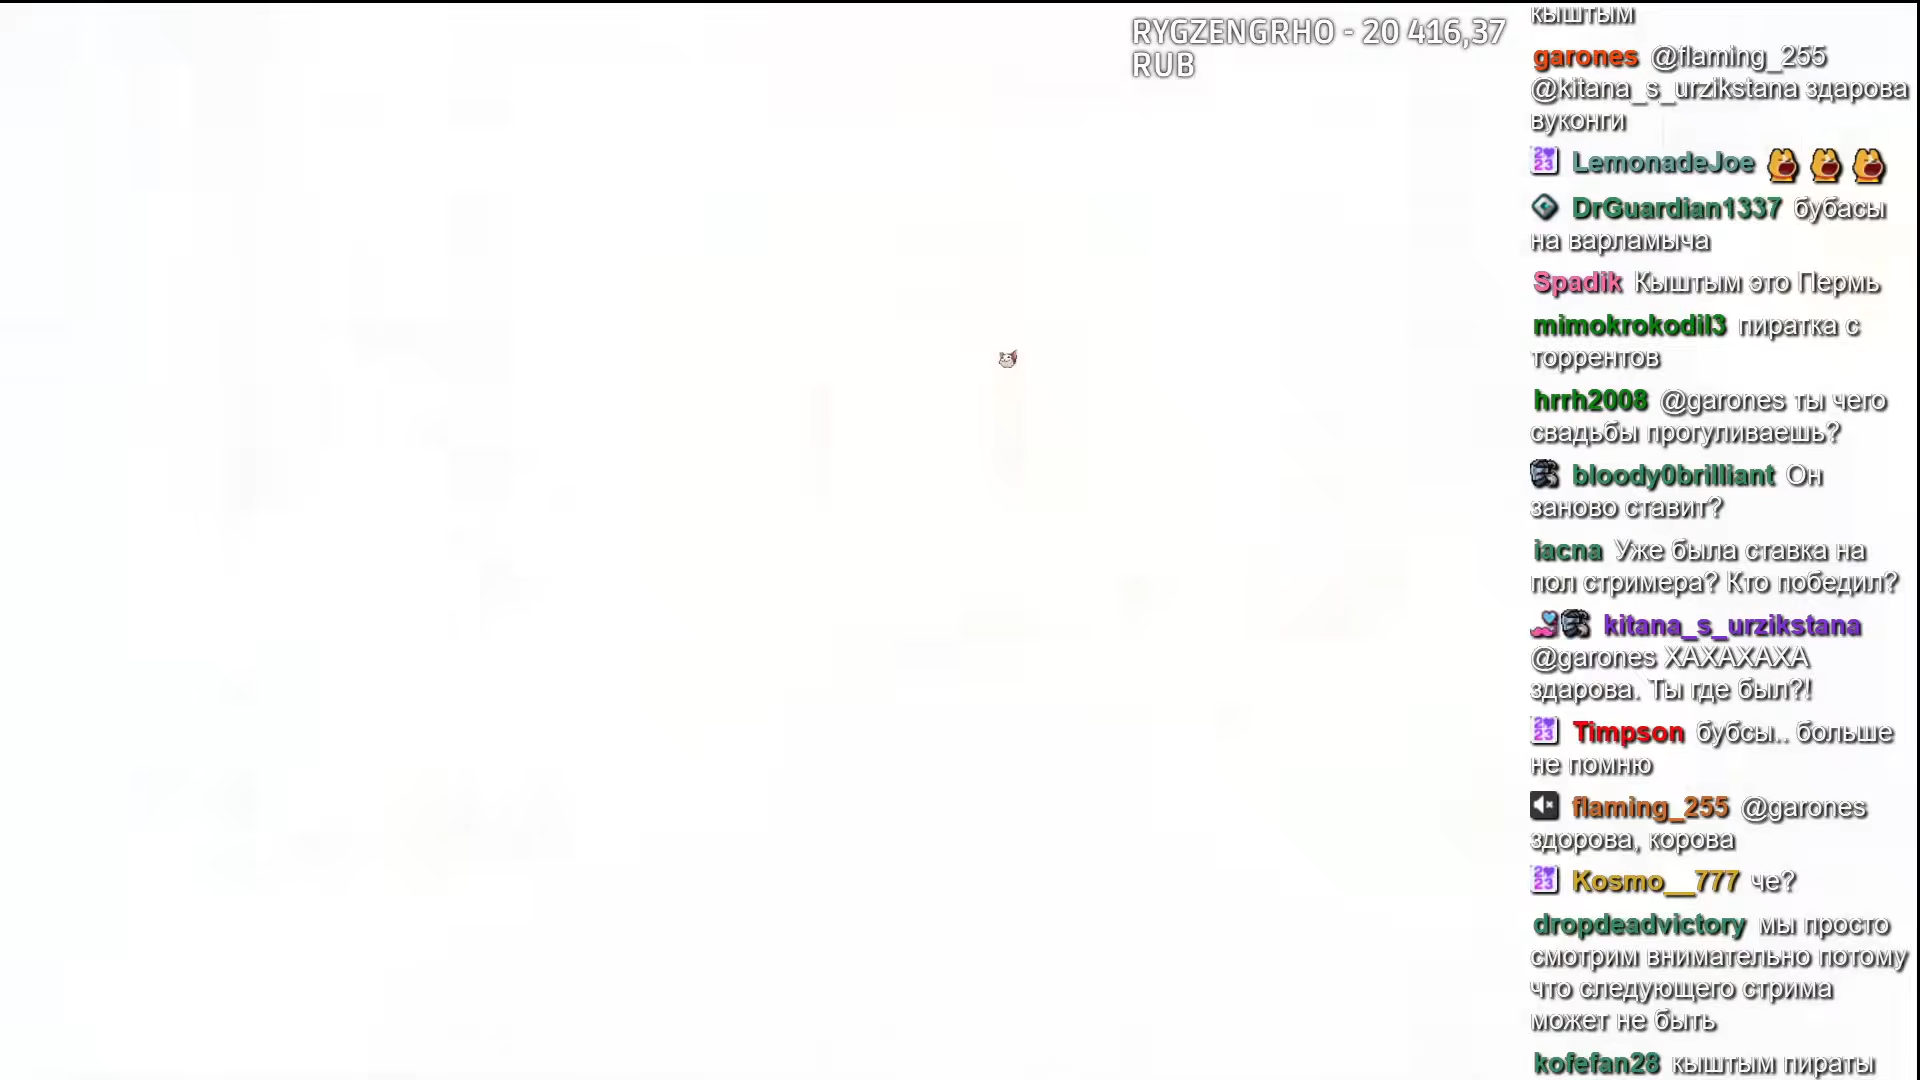 RYGZENGRHO - 20 416,37
RUB
кыштым
garones @flaming_255
@kitana_s_urzikstana здарова
вуконги
LemonadeJoe
DrGuardian1337 бубасы
на варламыча
Spadik Кыштым это Пермь
mimokrokodil3 пиратка с
торрентов
hrrh2008 @garones ты чего
свадьбы прогуливаешь?
bloody0brilliant Он
заново ставит?
iacna Уже была ставка на
пол стримера? Кто победил?
kitana_s_urzikstana
@garones ХАХАХАХА
здарова. Ты где был?!
Timpson бубсы.. больше
не помню
flaming_255 @garones
здорова, корова
Kosmo__777 че?
dropdeadvictory мы просто
смотрим внимательно потому
что следующего стрима
может не быть
kofefan28 кыштым пираты